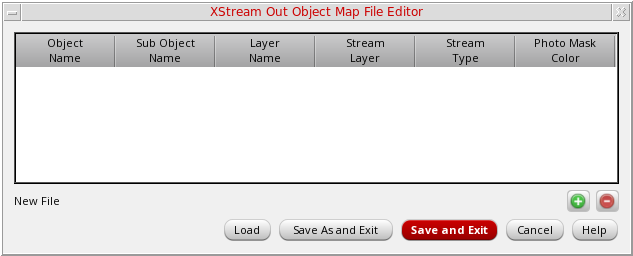 XStream Out Object Map File Editor
Object Name
Sub Object Name
Layer Name
Stream Layer
Stream Type
Photo Mask Color
New File
Load
Save As and Exit
Save and Exit
Cancel
Help